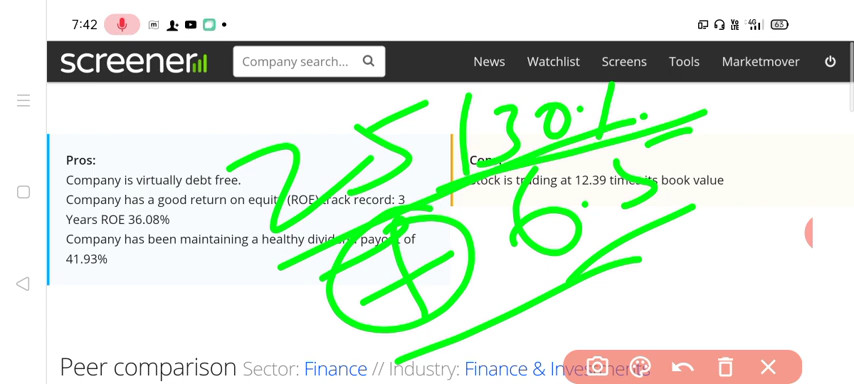 7:42 4G 63
screener Company search... News Watchlist Screens Tools Marketmover
25 | 30%
Pros:
Company is virtually debt free.
Company has a good return on equity (ROE) track record: 3
Years ROE 36.08%
Company has been maintaining a healthy dividend payout of
41.93%
Cons:
Stock is trading at 12.39 times its book value
6.5
Peer comparison Sector: Finance // Industry: Finance & Investments